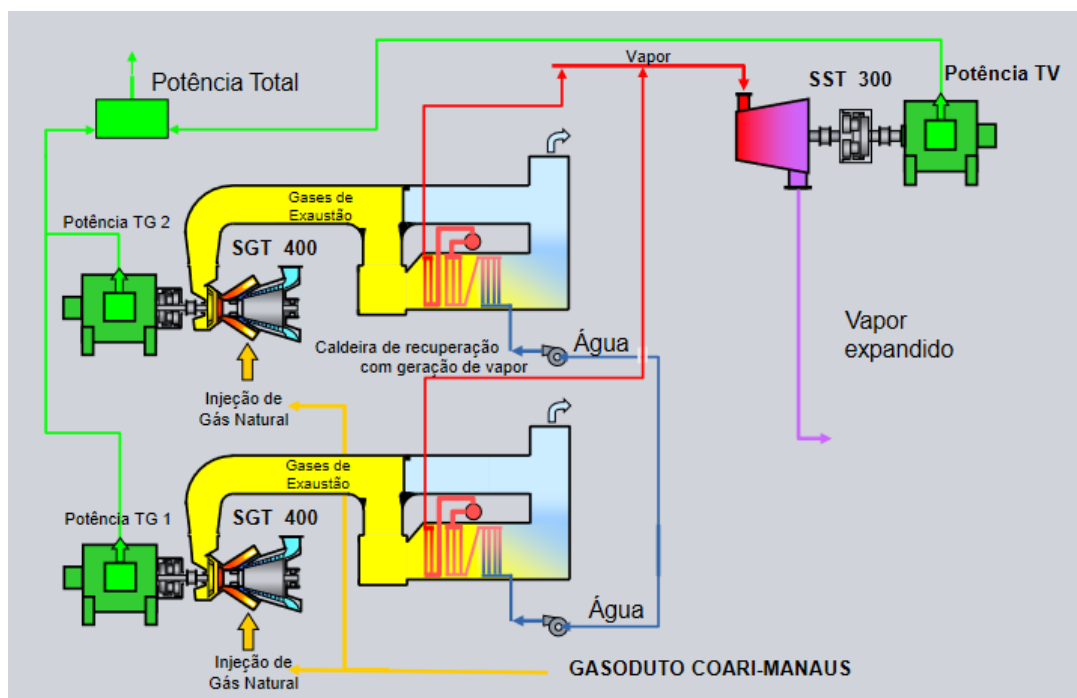 Vapor
Potência Total
SST 300
Potência TV
Gases de
Exaustão
Potência TG 2
SGT 400
Vapor
expandido
Água
Caldeira de recuperação
com geração de vapor
Injeção de
Gás Natural
Gases de
Exaustão
Potência TG 1
SGT 400
Água
Injeção de
Gás Natural
GASODUTO COARI-MANAUS